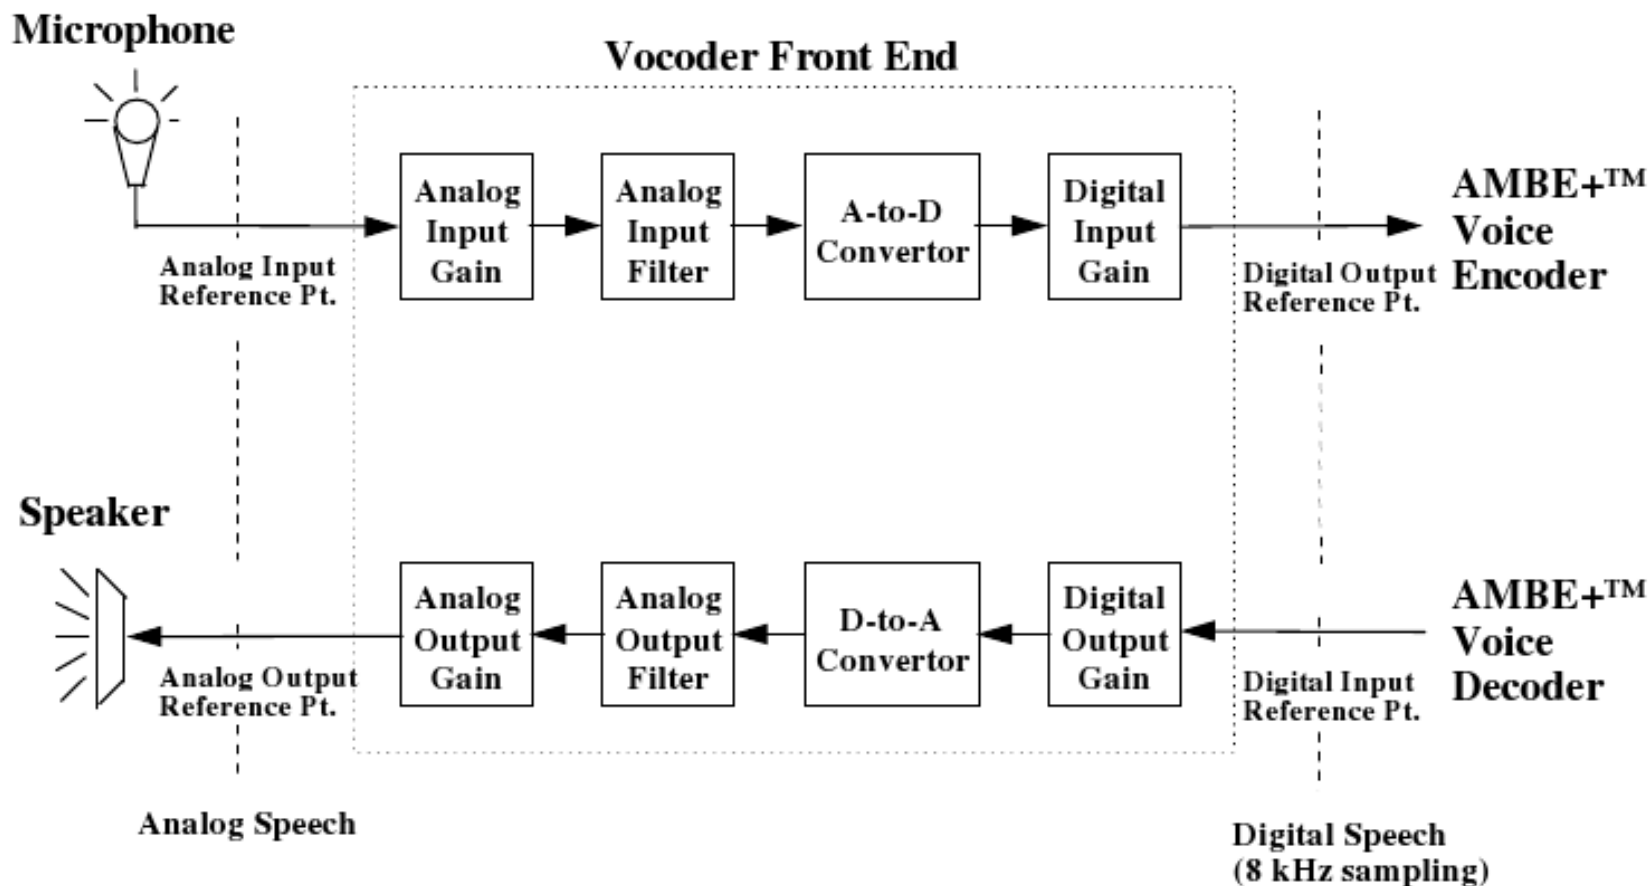 Microphone
Vocoder Front End
Analog
Input
Gain
Analog
Input
Filter
A-to-D
Convertor
Digital
Input
Gain
AMBE+™
Voice
Encoder
Analog Input
Reference Pt.
Digital Output
Reference Pt.
Speaker
Analog
Output
Gain
Analog
Output
Filter
D-to-A
Convertor
Digital
Output
Gain
AMBE+™
Voice
Decoder
Analog Output
Reference Pt.
Digital Input
Reference Pt.
Analog Speech
Digital Speech
(8 kHz sampling)